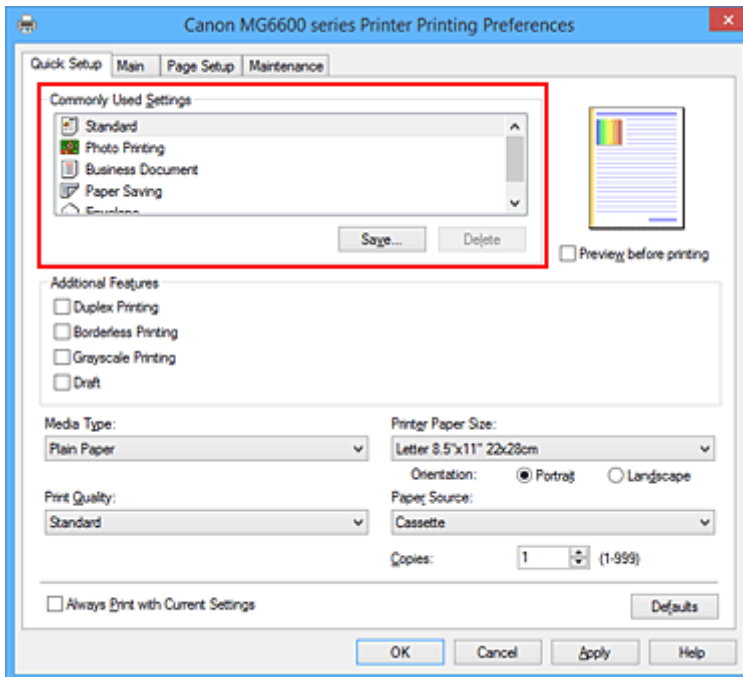 Canon MG6600 series Printer Printing Preferences
Quick Setup Main Page Setup Maintenance
Commonly Used Settings
Standard
Photo Printing
Business Document
Paper Saving
Envelope
Save... Delete
Preview before printing
Additional Features
Duplex Printing
Borderless Printing
Grayscale Printing
Draft
Media Type: Printer Paper Size:
Plain Paper Letter 8.5"x11" 22x28cm
Orientation: Portrait Landscape
Print Quality: Paper Source:
Standard Cassette
Copies: 1 (1-999)
Always Print with Current Settings Defaults
OK Cancel Apply Help